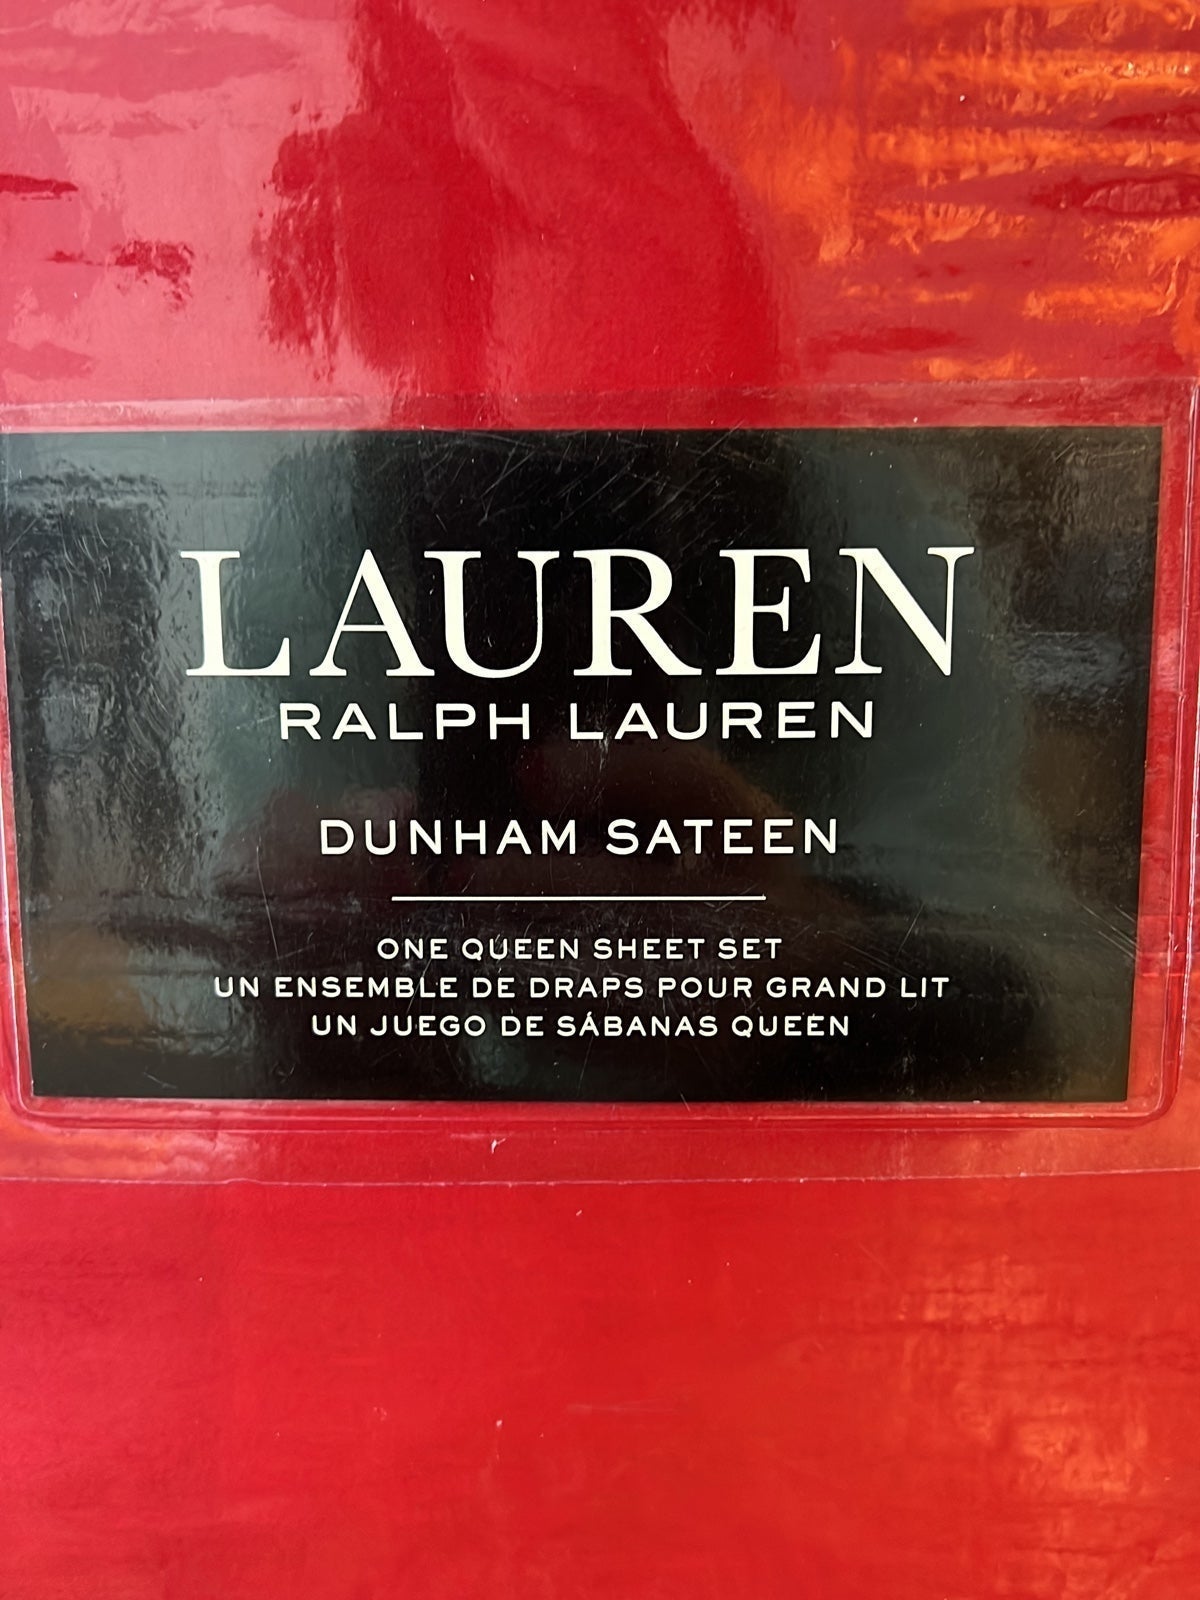 LAUREN
RALPH LAUREN
DUNHAM SATEEN
ONE QUEEN SHEET SET
UN ENSEMBLE DE DRAPS POUR GRAND LIT
UN JUEGO DE SÁBANAS QUEEN